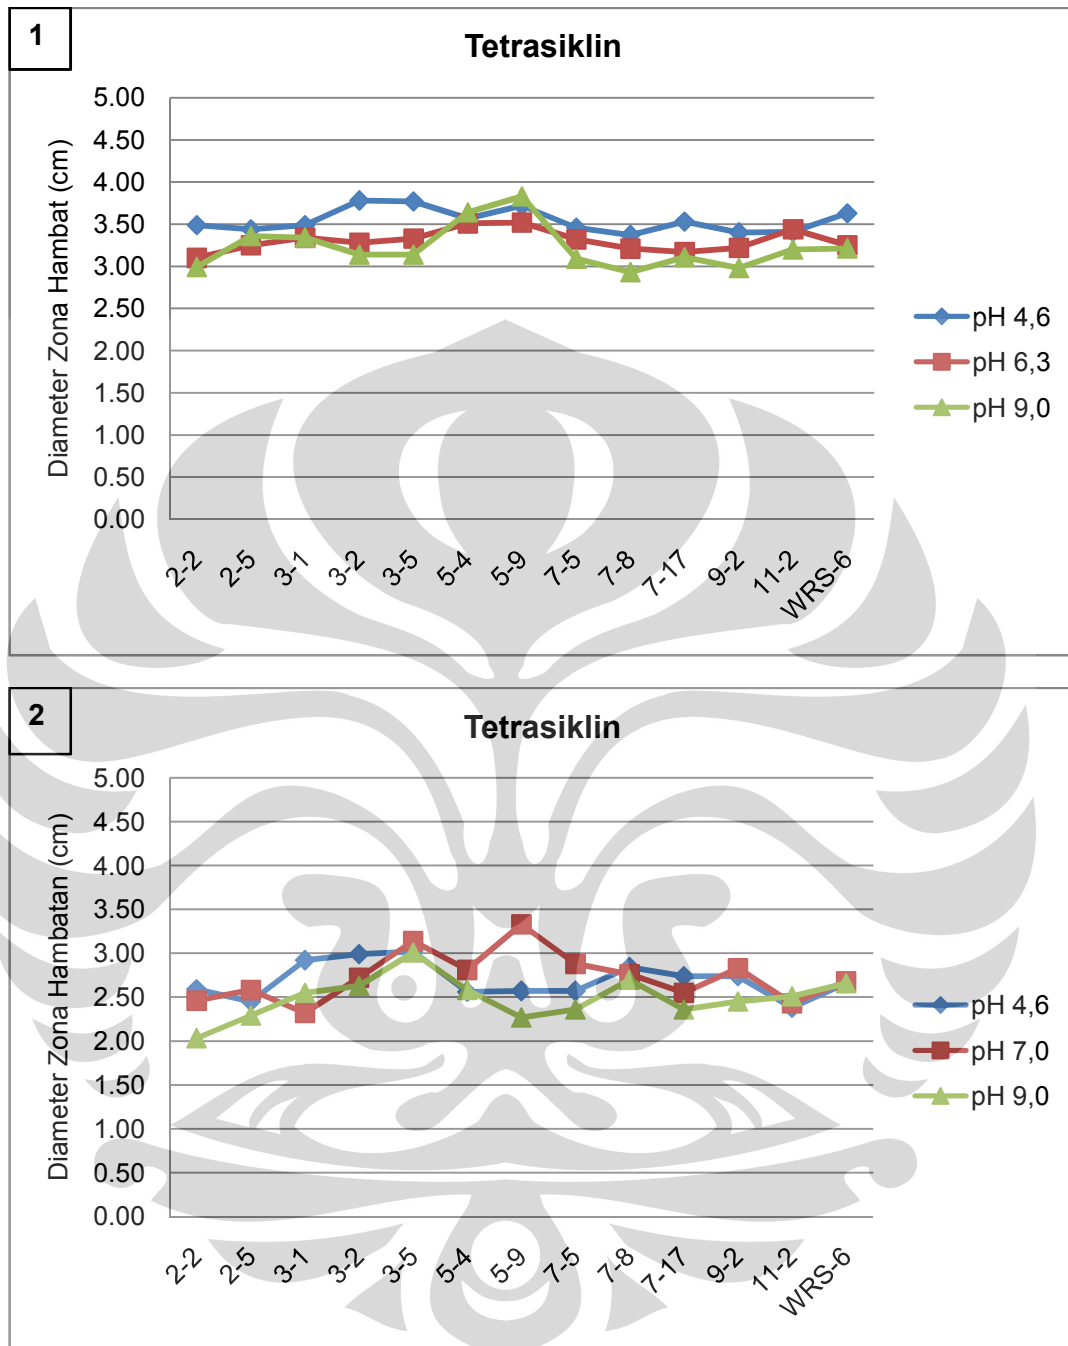 1
Tetrasiklin
Diameter Zona Hambat (cm)
5.00
4.50
4.00
3.50
3.00
2.50
2.00
1.50
1.00
0.50
0.00
2-2 2-5 3-1 3-2 3-5 5-4 5-9 7-5 7-8 7-17 9-2 11-2 WRS-6
pH 4,6
pH 6,3
pH 9,0
2
Tetrasiklin
Diameter Zona Hambatan (cm)
5.00
4.50
4.00
3.50
3.00
2.50
2.00
1.50
1.00
0.50
0.00
2-2 2-5 3-1 3-2 3-5 5-4 5-9 7-5 7-8 7-17 9-2 11-2 WRS-6
pH 4,6
pH 7,0
pH 9,0